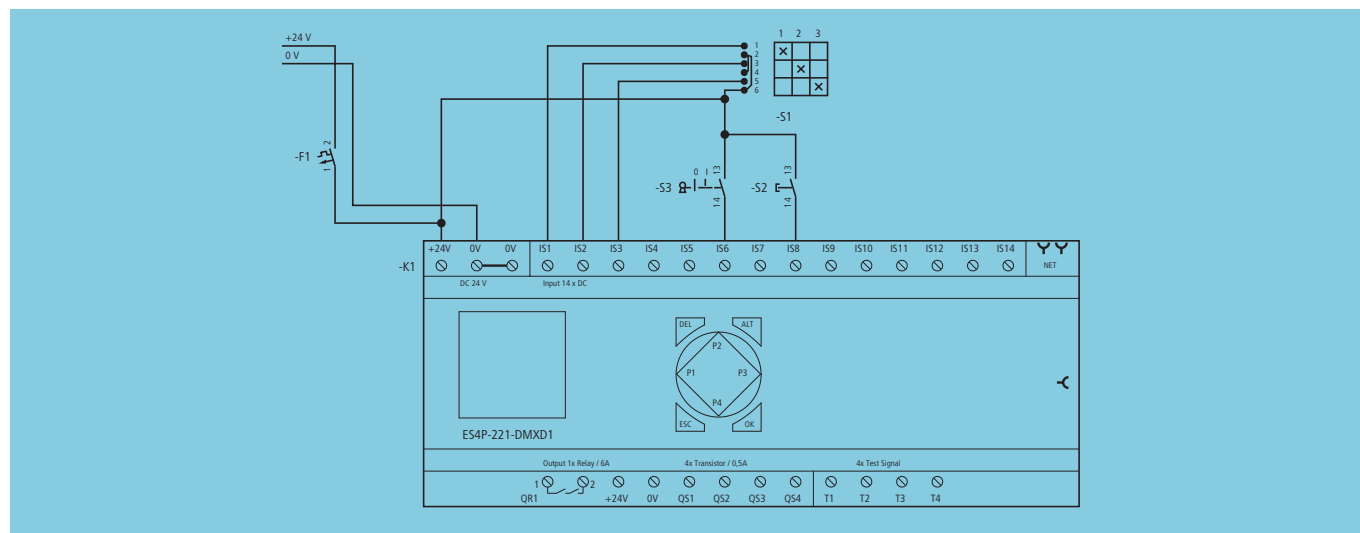 +24 V
0 V
1 2 3
1
2
3
4
5
6
-S1
-F1
2
1
-S3
0 I
13
14
-S2
13
14
-K1
+24V 0V 0V IS1 IS2 IS3 IS4 IS5 IS6 IS7 IS8 IS9 IS10 IS11 IS12 IS13 IS14
NET
DC 24 V
Input 14 x DC
DEL
ALT
P2
P1
P3
P4
ESC
OK
ES4P-221-DMXD1
Output 1x Relay / 6A
4x Transistor / 0,5A
4x Test Signal
1
2
QR1 +24V 0V QS1 QS2 QS3 QS4 T1 T2 T3 T4